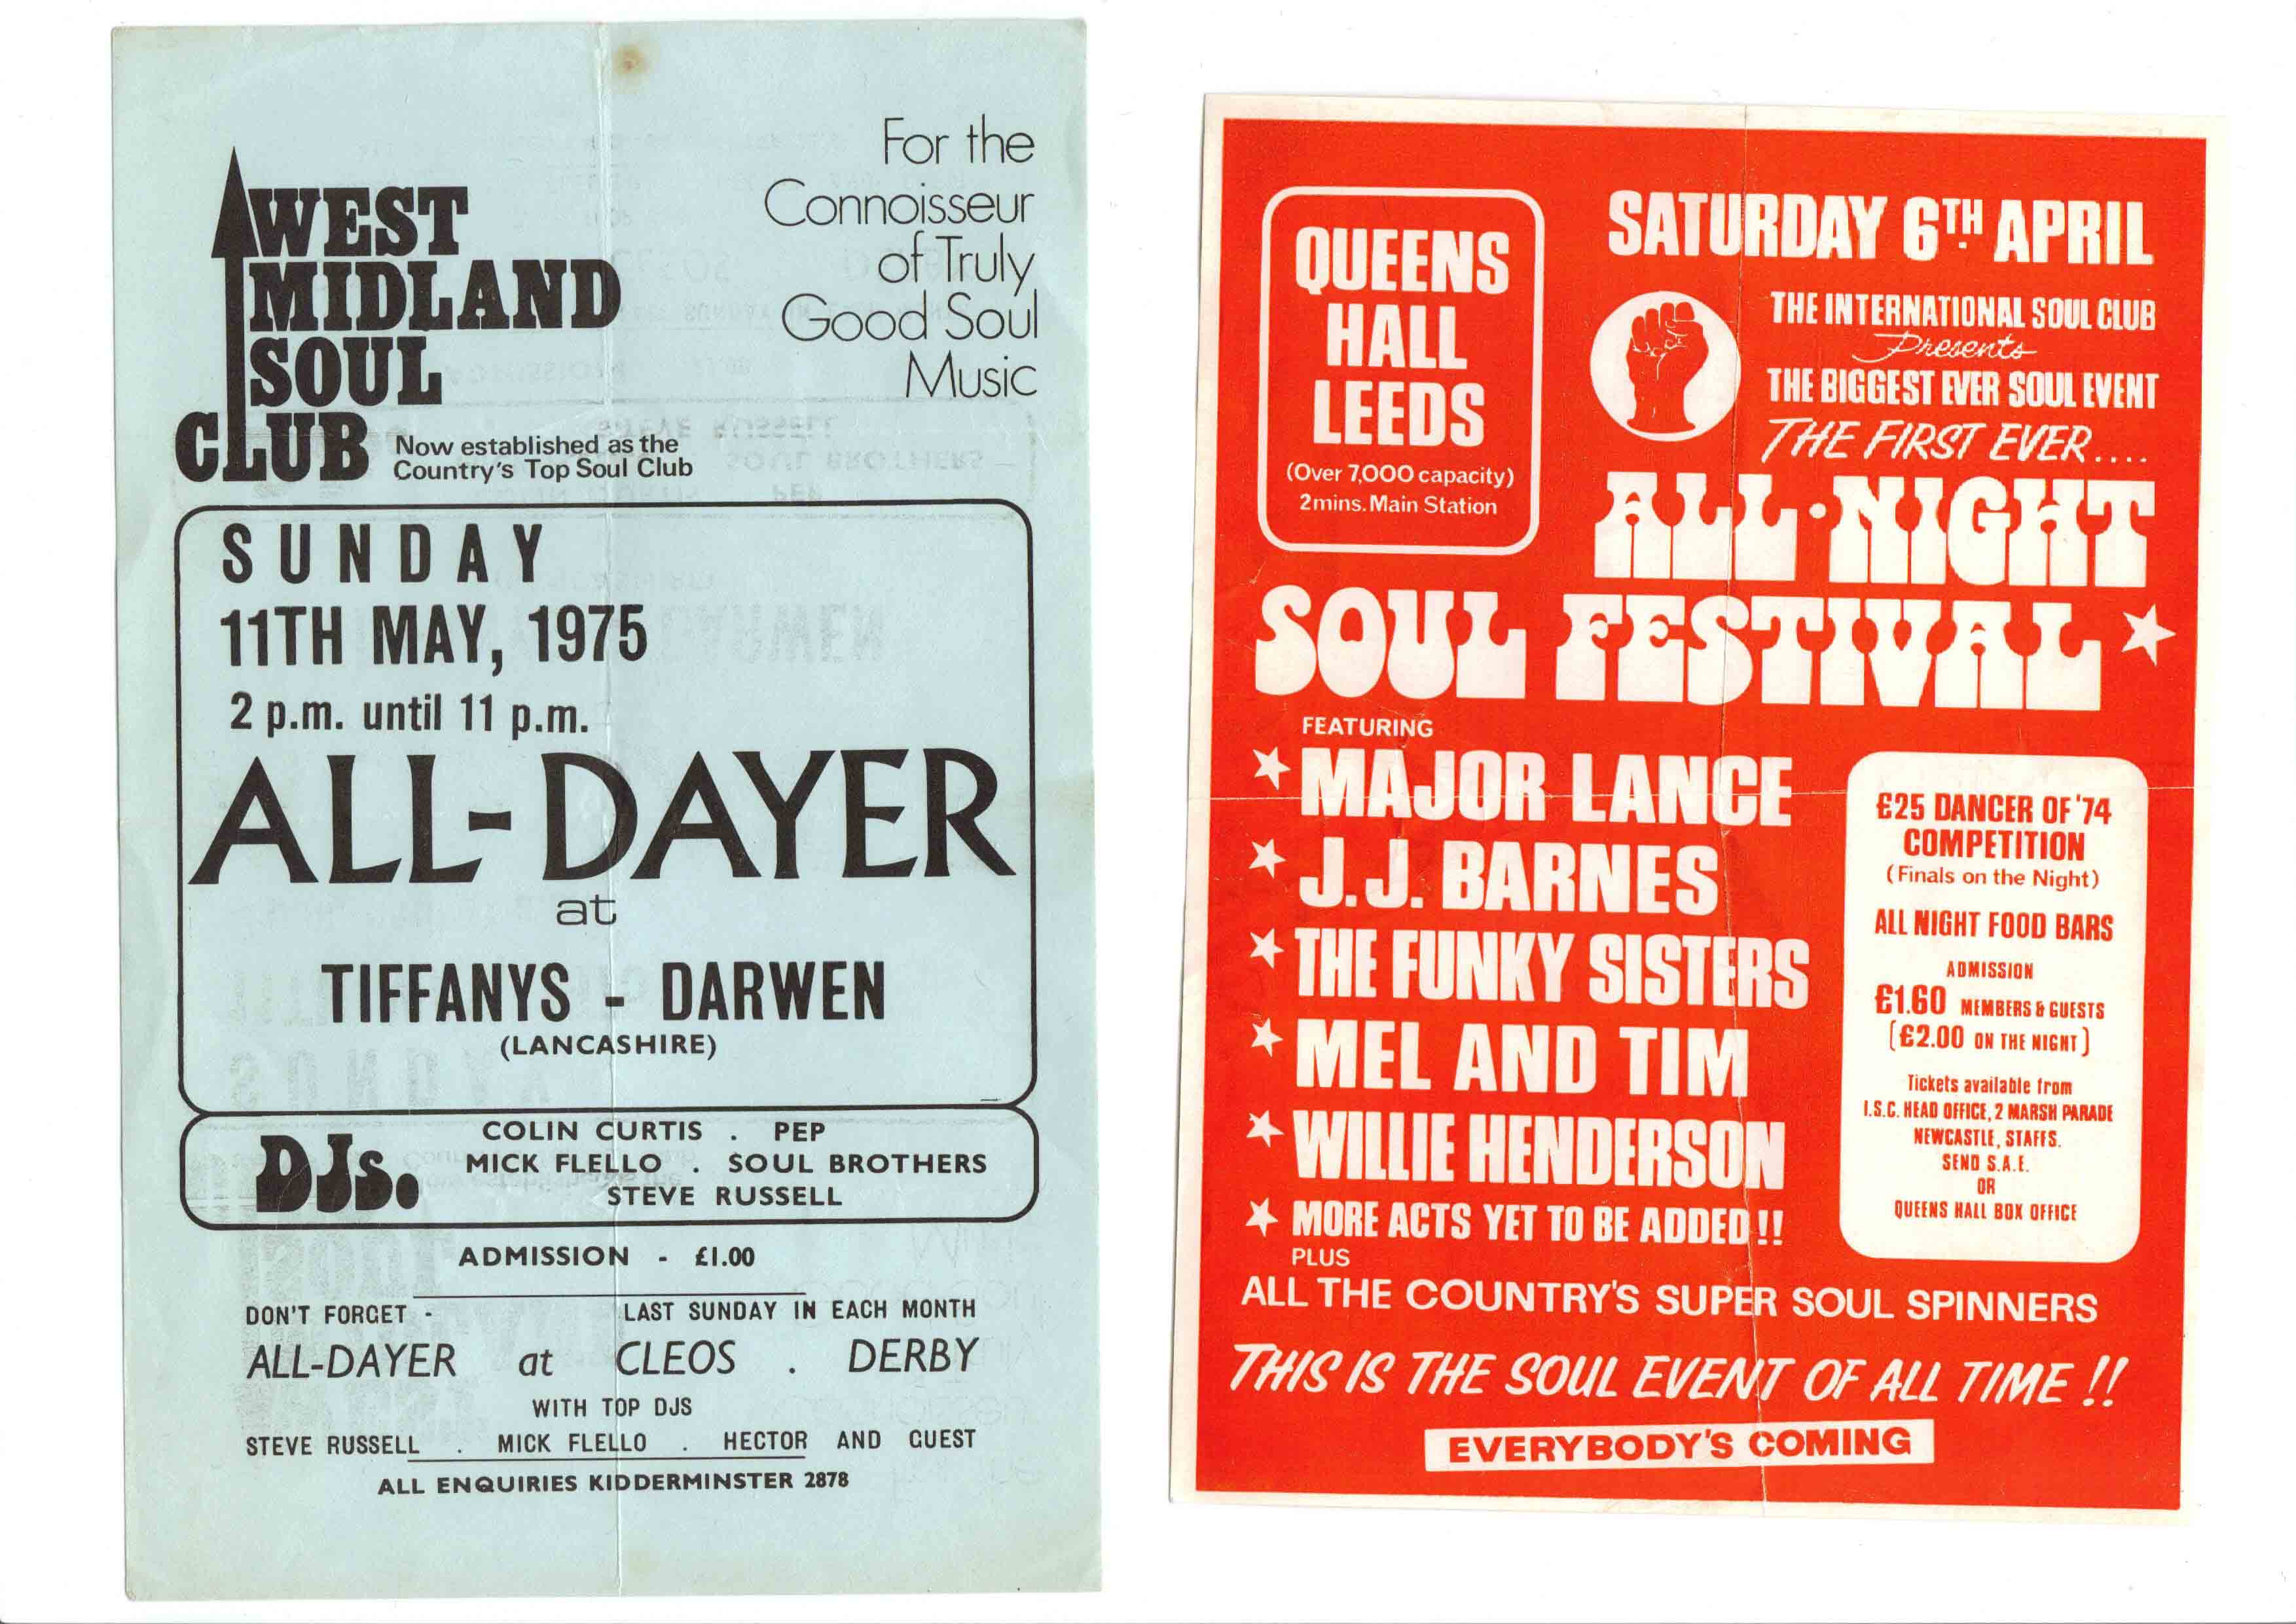 WEST
MIDLAND
SOUL
CLUB
Now established as the
Country's Top Soul Club
For the
Connoisseur
of Truly
Good Soul
Music
SUNDAY
11TH MAY, 1975
2 p.m. until 11 p.m.
ALL-DAYER
at
TIFFANYS - DARWEN
(LANCASHIRE)
DJs.
COLIN CURTIS . PEP
MICK FLELLO . SOUL BROTHERS
STEVE RUSSELL
ADMISSION - £1.00
DON'T FORGET - LAST SUNDAY IN EACH MONTH
ALL-DAYER at CLEOS . DERBY
WITH TOP DJS
STEVE RUSSELL . MICK FLELLO . HECTOR AND GUEST
ALL ENQUIRIES KIDDERMINSTER 2878
QUEENS
HALL
LEEDS
(Over 7,000 capacity)
2mins. Main Station
SATURDAY 6TH APRIL
THE INTERNATIONAL SOUL CLUB
Presents
THE BIGGEST EVER SOUL EVENT
THE FIRST EVER....
ALL·NIGHT
SOUL FESTIVAL
FEATURING
MAJOR LANCE
J.J. BARNES
THE FUNKY SISTERS
MEL AND TIM
WILLIE HENDERSON
MORE ACTS YET TO BE ADDED!!
PLUS
£25 DANCER OF '74
COMPETITION
(Finals on the Night)
ALL NIGHT FOOD BARS
ADMISSION
£1.60 MEMBERS & GUESTS
(£2.00 ON THE NIGHT)
Tickets available from
I.S.C. HEAD OFFICE, 2 MARSH PARADE
NEWCASTLE, STAFFS.
SEND S.A.E.
OR
QUEENS HALL BOX OFFICE
ALL THE COUNTRY'S SUPER SOUL SPINNERS
THIS IS THE SOUL EVENT OF ALL TIME!!
EVERYBODY'S COMING